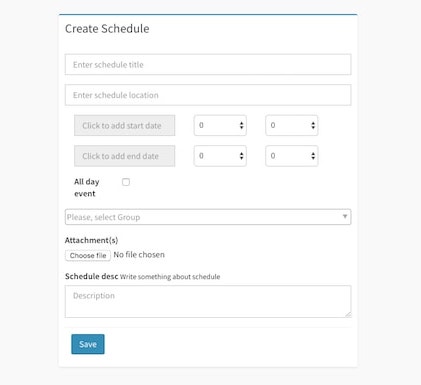 Create Schedule
Enter schedule title
Enter schedule location
Click to add start date 0 0
Click to add end date 0 0
All day
event
Please, select Group
Attachment(s)
Choose file No file chosen
Schedule desc Write something about schedule
Description
Save